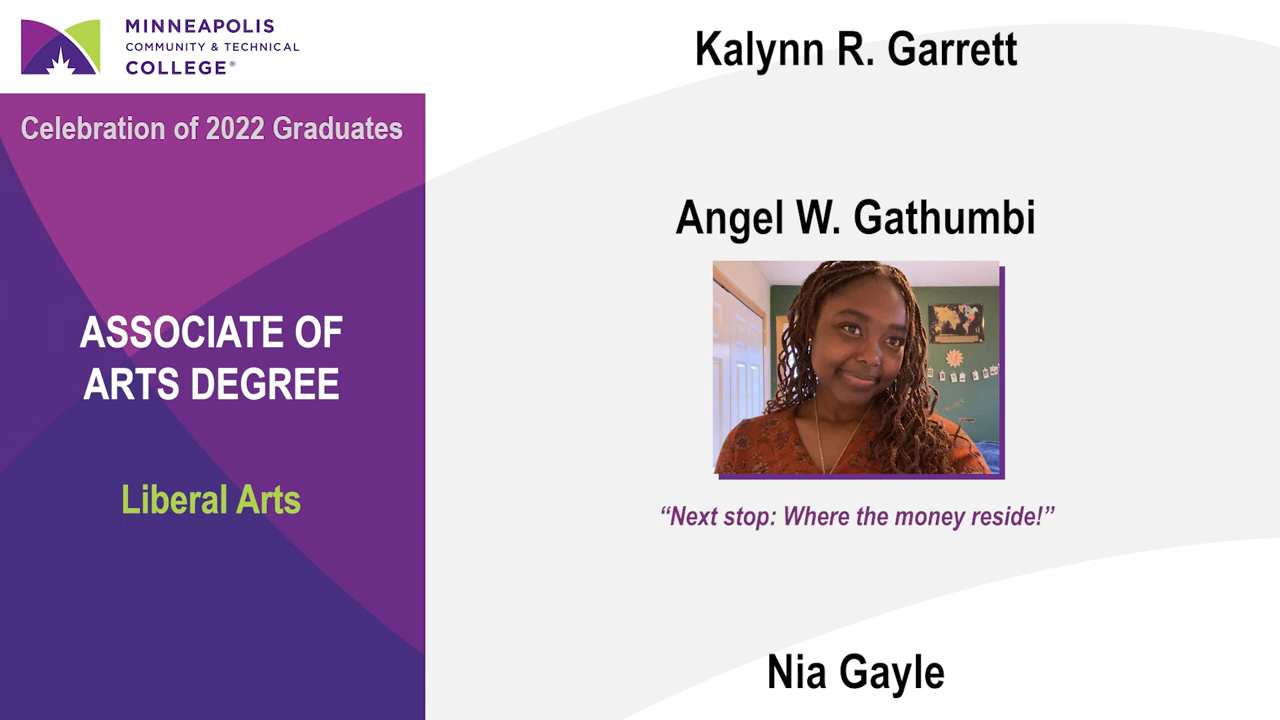 MINNEAPOLIS
COMMUNITY & TECHNICAL
COLLEGE®
Celebration of 2022 Graduates
ASSOCIATE OF
ARTS DEGREE
Liberal Arts
Kalynn R. Garrett
Angel W. Gathumbi
“Next stop: Where the money reside!”
Nia Gayle